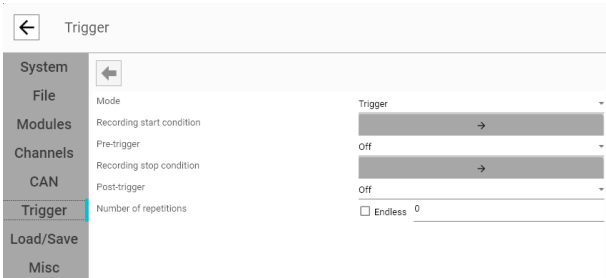 Trigger
System
File
Modules
Channels
CAN
Trigger
Load/Save
Misc
Mode Trigger
Recording start condition
Pre-trigger Off
Recording stop condition
Post-trigger Off
Number of repetitions Endless 0